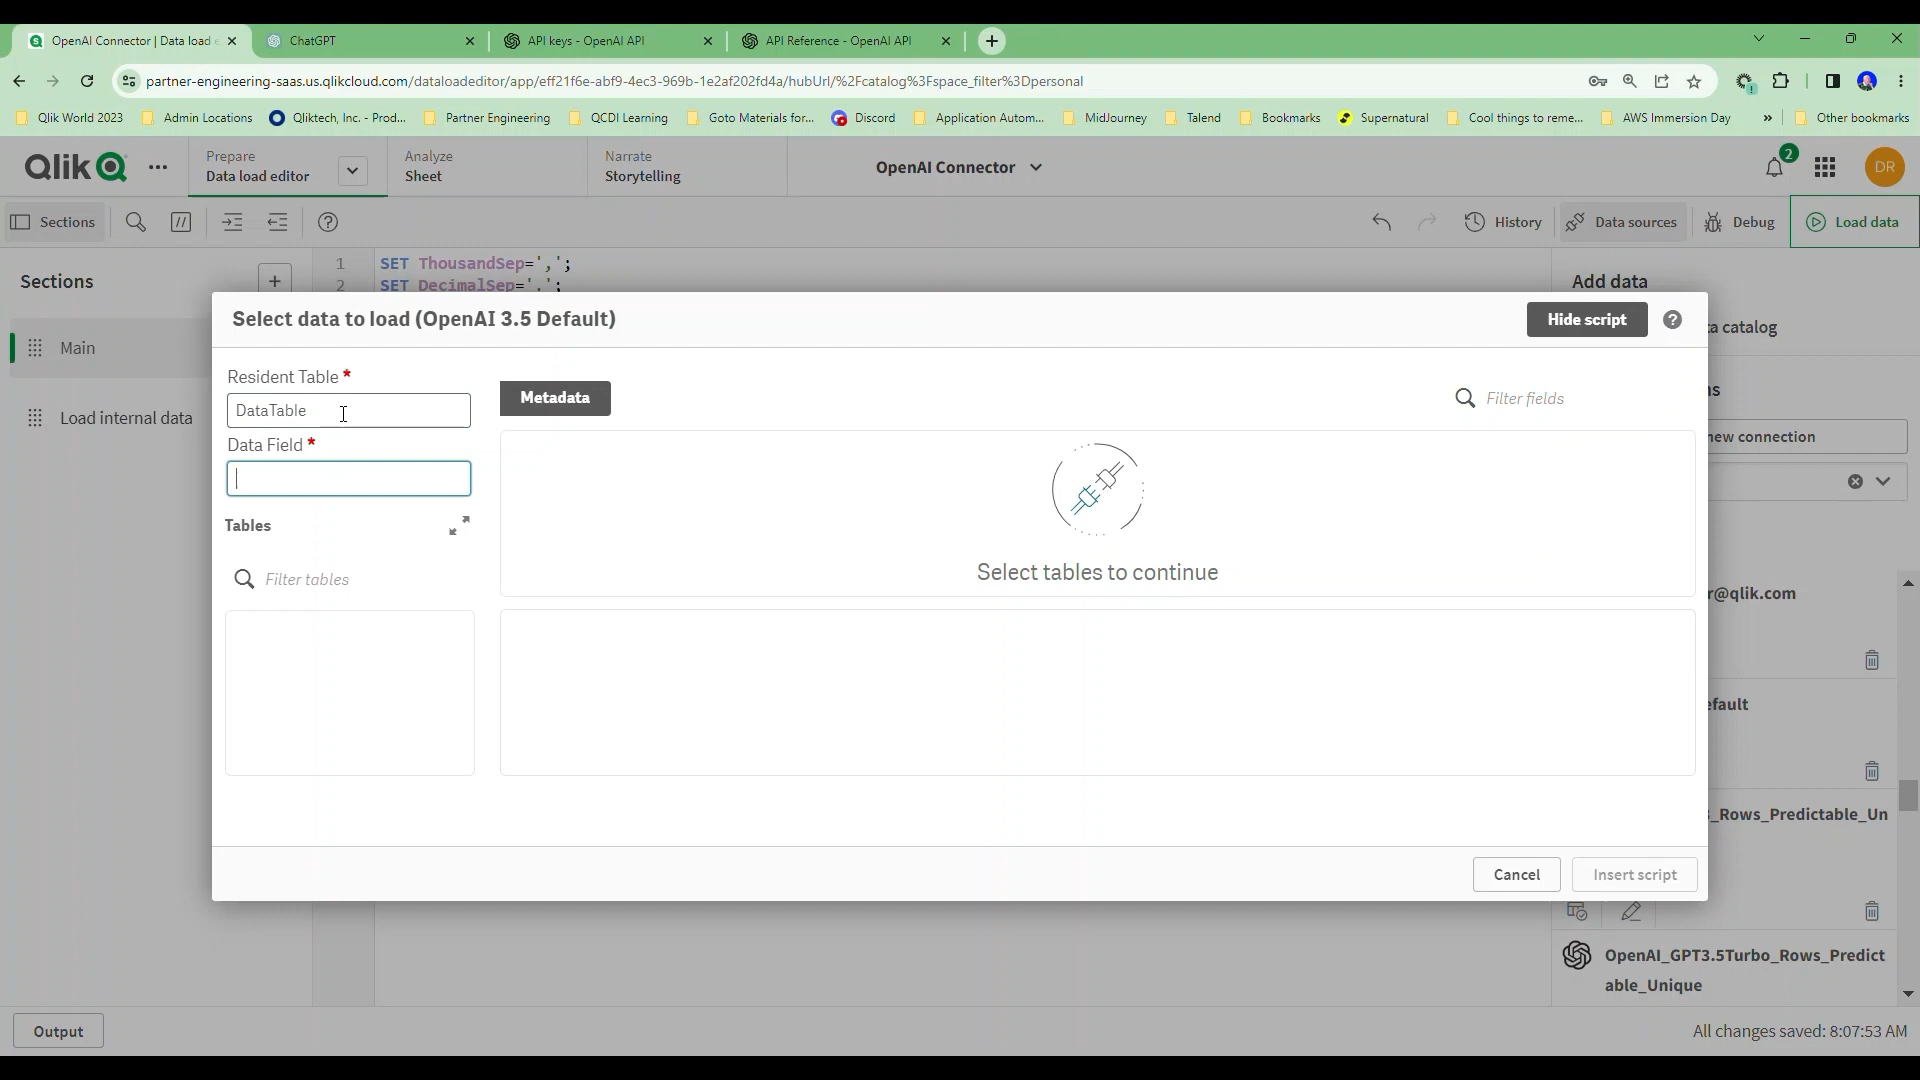 OpenAI Connector | Data load e
ChatGPT
API keys - OpenAI API
API Reference - OpenAI API
partner-engineering-saas.us.qlikcloud.com/dataloadeditor/app/eff21f6e-abf9-4ec3-969b-1e2af202fd4a/hubUrl/%2Fcatalog%3Fspace_filter%3Dpersonal
Qlik World 2023
Admin Locations
Qliktech, Inc. - Prod...
Partner Engineering
QCDI Learning
Goto Materials for...
Discord
Application Autom...
MidJourney
Talend
Bookmarks
Supernatural
Cool things to reme...
AWS Immersion Day
»
Other bookmarks
Qlik
Prepare
Data load editor
Analyze
Sheet
Narrate
Storytelling
OpenAI Connector
2
DR
Sections
//
?
History
Data sources
Debug
Load data
Sections
+
1 SET ThousandSep=',';
2 SET DecimalSep='.';
Add data
Main
Load internal data
Select data to load (OpenAI 3.5 Default)
Hide script
?
Resident Table *
DataTable
Data Field *
Metadata
Filter fields
Select tables to continue
Tables
Filter tables
Cancel
Insert script
a catalog
ns
new connection
r@qlik.com
efault
_Rows_Predictable_Un
OpenAI_GPT3.5Turbo_Rows_Predict
able_Unique
Output
All changes saved: 8:07:53 AM